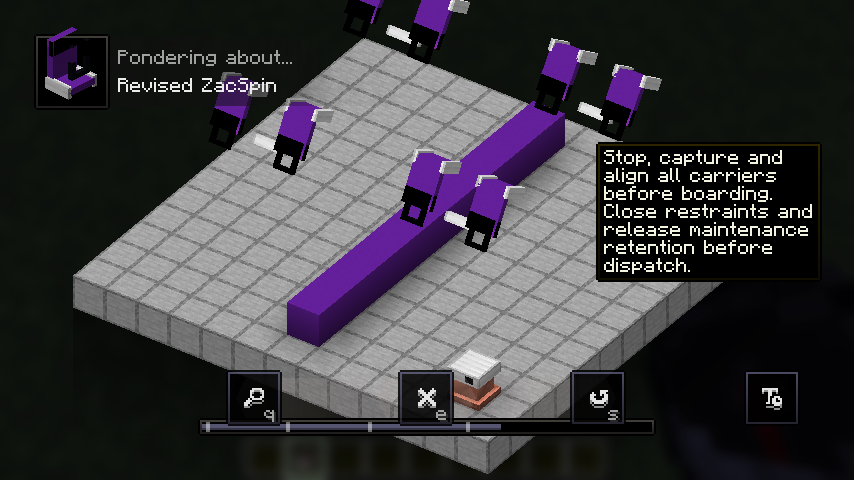 Pondering about...
Revised ZacSpin
Stop, capture and
align all carriers
before boarding.
Close restraints and
release maintenance
retention before
dispatch.
q
e
s
T